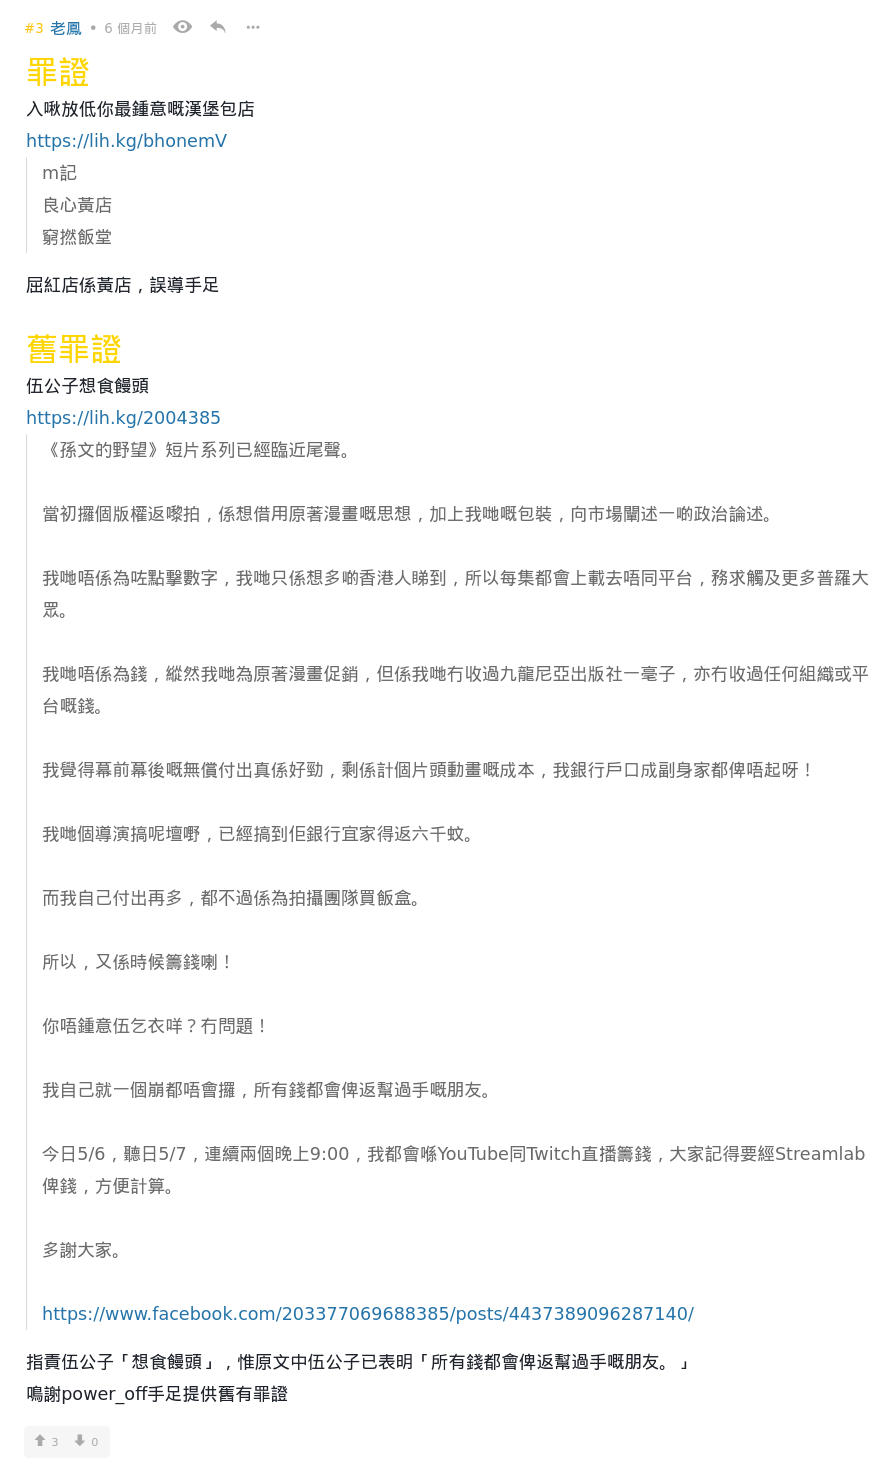 #3 老鳳 • 6 個月前
罪證
入嚟放低你最鍾意嘅漢堡包店
https://lih.kg/bhonemV
m記
良心黃店
窮撚飯堂
屈紅店係黃店，誤導手足
舊罪證
伍公子想食饅頭
https://lih.kg/2004385
《孫文的野望》短片系列已經臨近尾聲。
當初攞個版權返嚟拍，係想借用原著漫畫嘅思想，加上我哋嘅包裝，向市場闡述一啲政治論述。
我哋唔係為咗點擊數字，我哋只係想多啲香港人睇到，所以每集都會上載去唔同平台，務求觸及更多普羅大
眾。
我哋唔係為錢，縱然我哋為原著漫畫促銷，但係我哋冇收過九龍尼亞出版社一毫子，亦冇收過任何組織或平
台嘅錢。
我覺得幕前幕後嘅無償付出真係好勁，剩係計個片頭動畫嘅成本，我銀行戶口成副身家都俾唔起呀！
我哋個導演搞呢壇嘢，已經搞到佢銀行宜家得返六千蚊。
而我自己付出再多，都不過係為拍攝團隊買飯盒。
所以，又係時候籌錢喇！
你唔鍾意伍乞衣咩？冇問題！
我自己就一個崩都唔會攞，所有錢都會俾返幫過手嘅朋友。
今日5/6，聽日5/7，連續兩個晚上9:00，我都會喺YouTube同Twitch直播籌錢，大家記得要經Streamlab
俾錢，方便計算。
多謝大家。
https://www.facebook.com/203377069688385/posts/4437389096287140/
指責伍公子「想食饅頭」，惟原文中伍公子已表明「所有錢都會俾返幫過手嘅朋友。」
鳴謝power_off手足提供舊有罪證
3 0